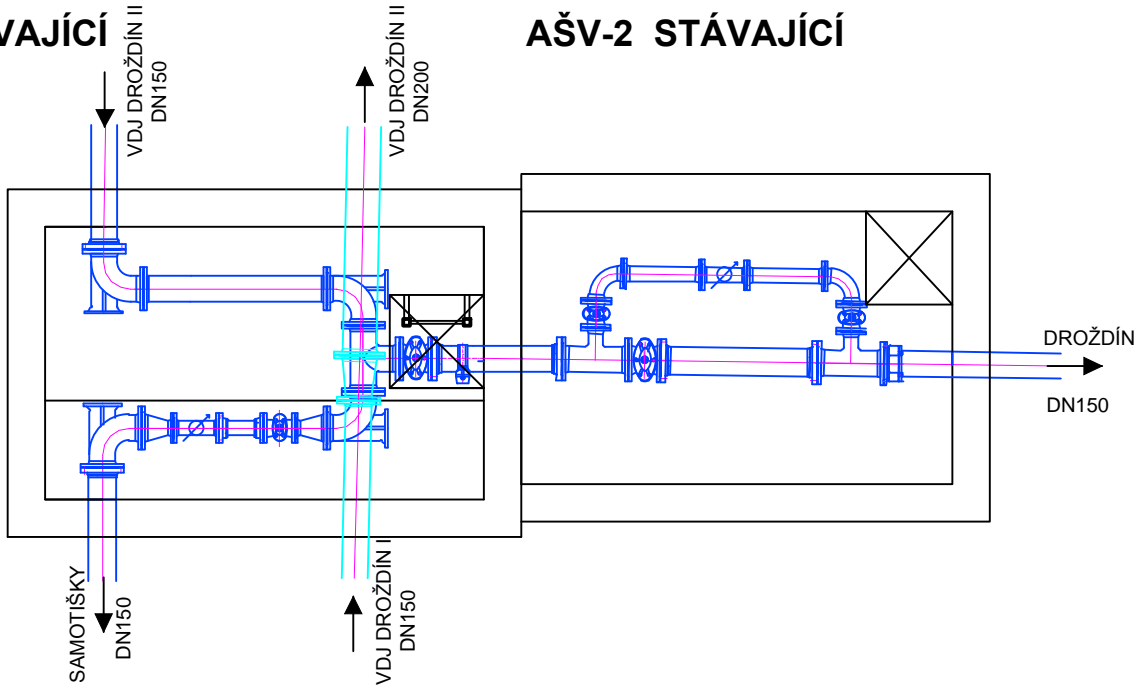 VAJÍCÍ
AŠV-2 STÁVAJÍCÍ
VDJ DROŽDÍN II
DN150
VDJ DROŽDÍN II
DN200
DROŽDÍN
DN150
SAMOTIŠKY
DN150
VDJ DROŽDÍN I
DN150